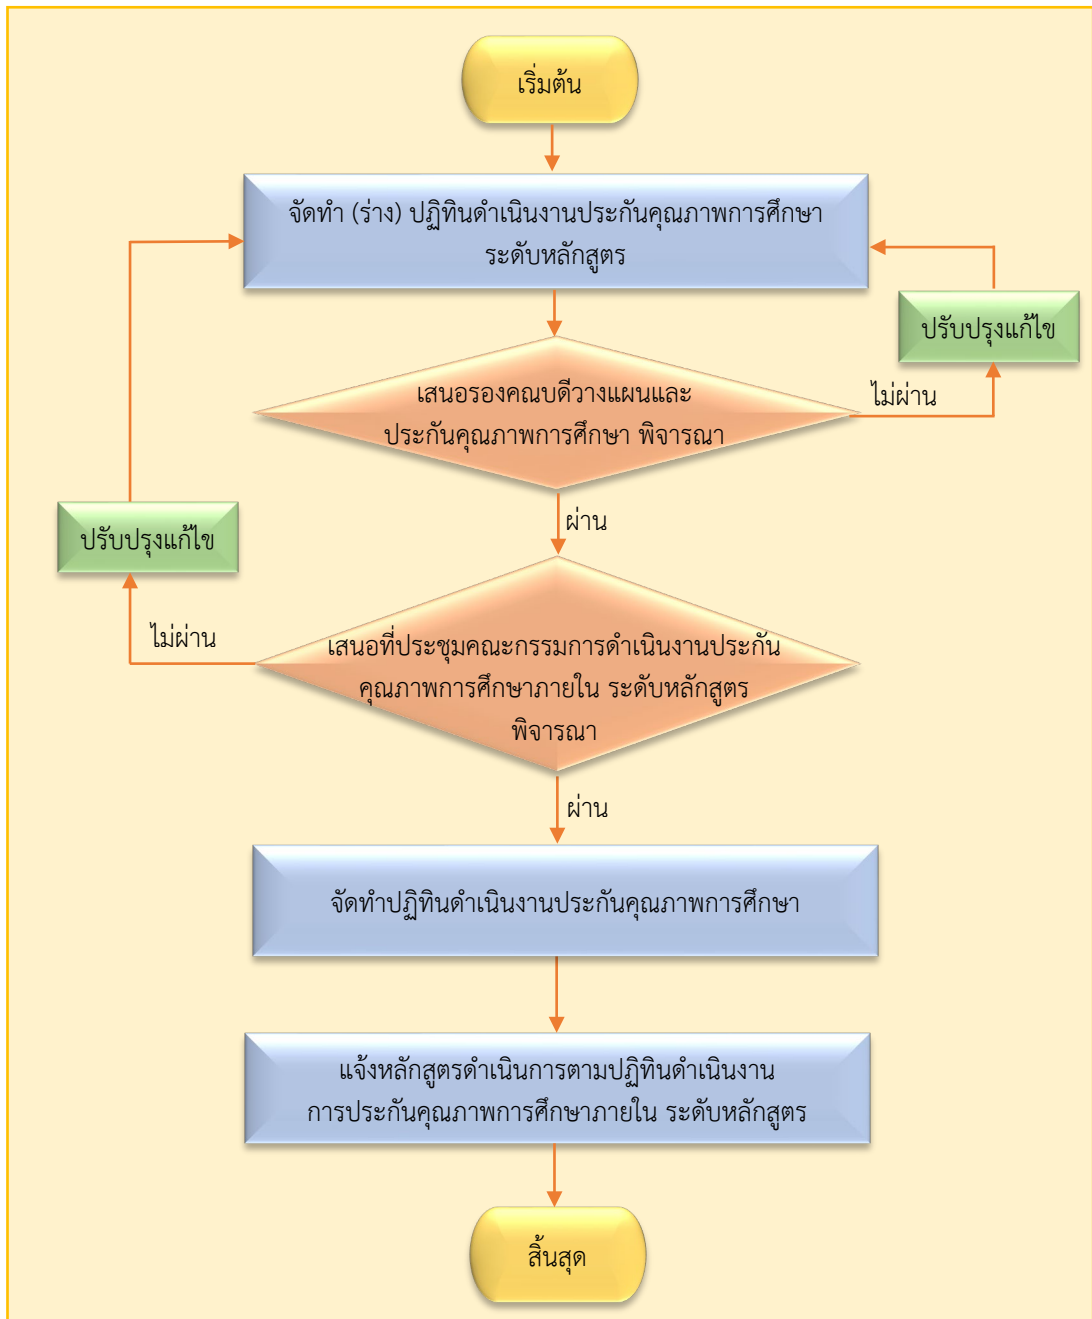 เริ่มต้น
จัดทำ (ร่าง) ปฏิทินดำเนินงานประกันคุณภาพการศึกษา
ระดับหลักสูตร
ปรับปรุงแก้ไข
เสนอรองคณบดีวางแผนและ
ประกันคุณภาพการศึกษา พิจารณา
ไม่ผ่าน
ผ่าน
ปรับปรุงแก้ไข
ไม่ผ่าน
เสนอที่ประชุมคณะกรรมการดำเนินงานประกัน
คุณภาพการศึกษาภายใน ระดับหลักสูตร
พิจารณา
ผ่าน
จัดทำปฏิทินดำเนินงานประกันคุณภาพการศึกษา
แจ้งหลักสูตรดำเนินการตามปฏิทินดำเนินงาน
การประกันคุณภาพการศึกษาภายใน ระดับหลักสูตร
สิ้นสุด